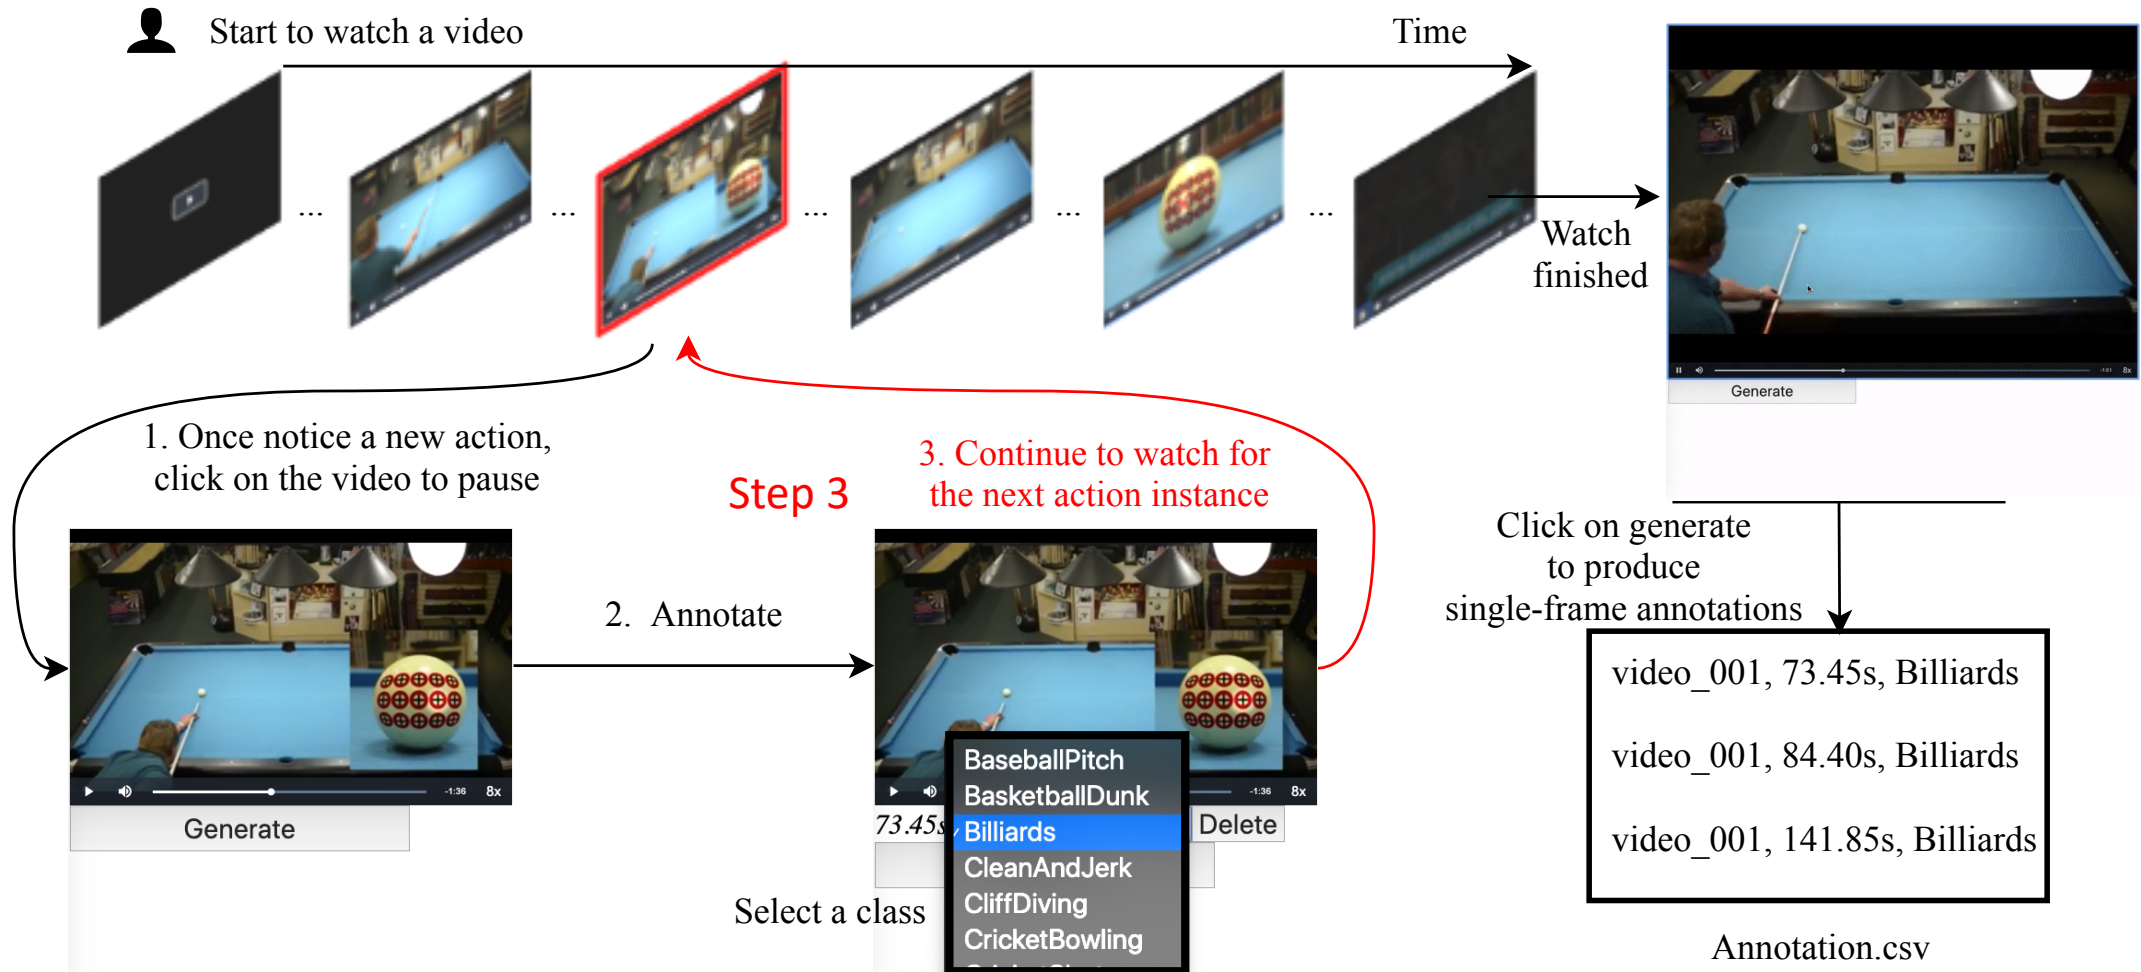 Start to watch a video
Time
...
...
...
...
...
Watch
finished
-1:51 8x
Generate
1. Once notice a new action,
click on the video to pause
Step 3
3. Continue to watch for
the next action instance
2. Annotate
Click on generate
to produce
single-frame annotations
-1:36 8x
Generate
-1:36 8x
73.45s
Delete
BaseballPitch
BasketballDunk
Billiards
CleanAndJerk
CliffDiving
CricketBowling
Select a class
video_001, 73.45s, Billiards
video_001, 84.40s, Billiards
video_001, 141.85s, Billiards
Annotation.csv